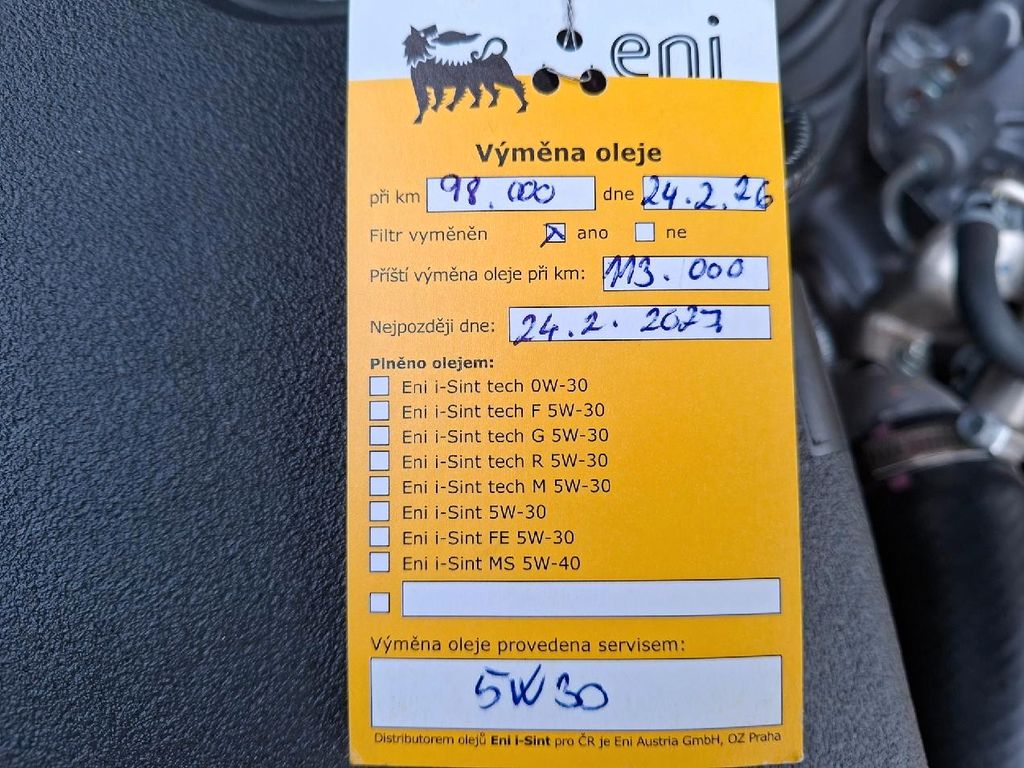 eni
Výměna oleje
při km 98.000 dne 24.2.26
Filtr vyměněn ano ne
Příští výměna oleje při km: 113.000
Nejpozději dne: 24.2.2027
Plněno olejem:
Eni i-Sint tech 0W-30
Eni i-Sint tech F 5W-30
Eni i-Sint tech G 5W-30
Eni i-Sint tech R 5W-30
Eni i-Sint tech M 5W-30
Eni i-Sint 5W-30
Eni i-Sint FE 5W-30
Eni i-Sint MS 5W-40
Výměna oleje provedena servisem:
5W30
Distributorem olejů Eni i-Sint pro ČR je Eni Austria GmbH, OZ Praha